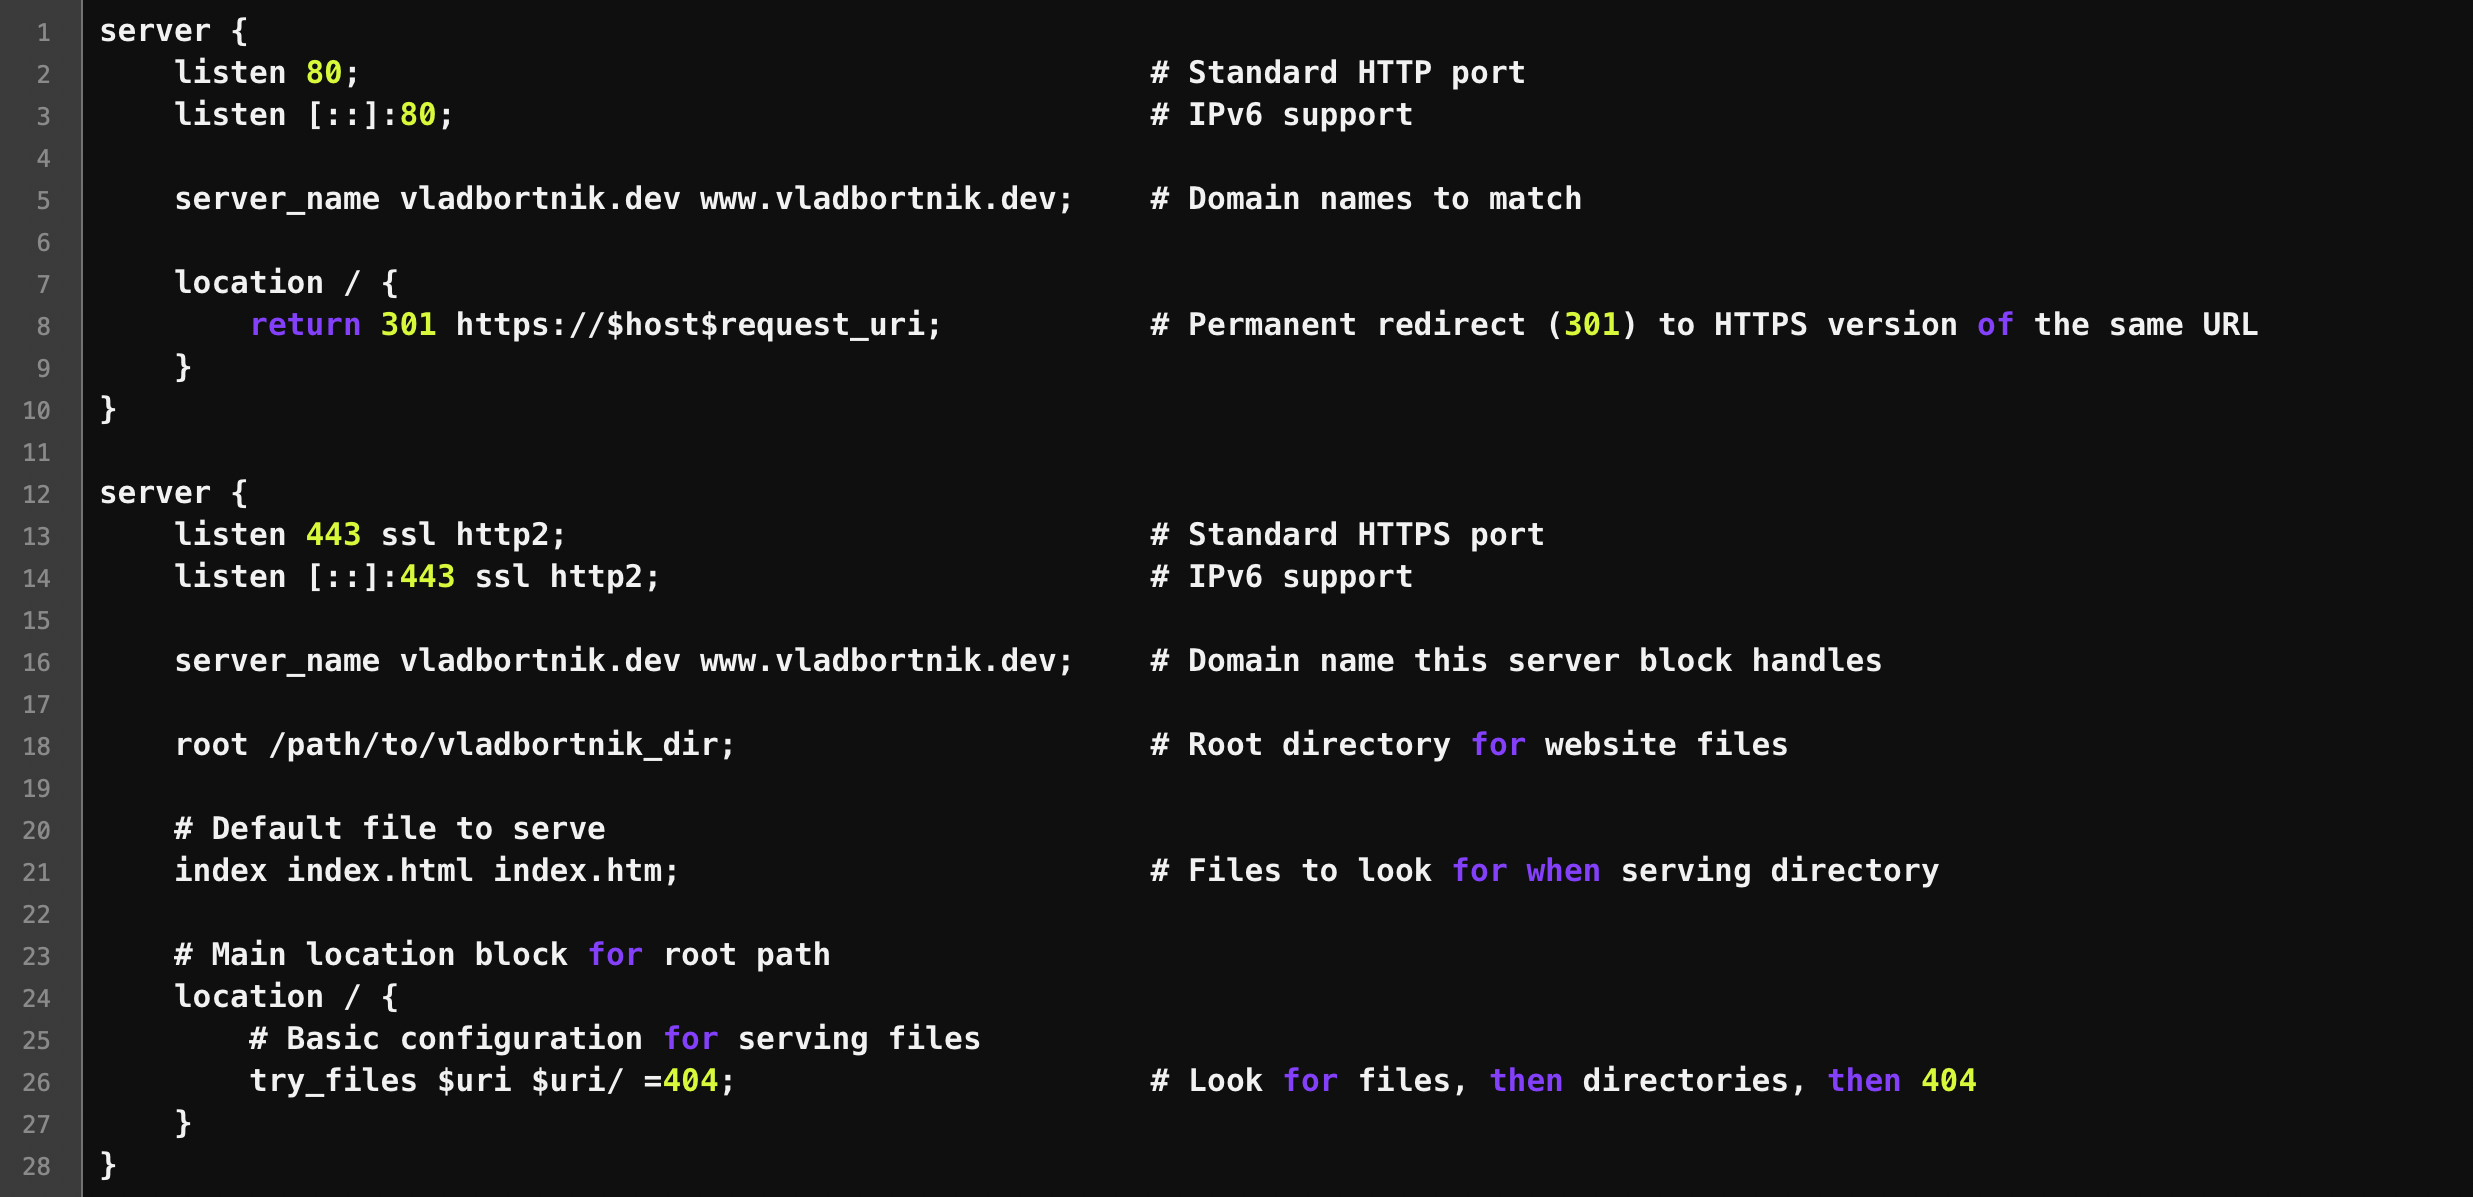 1 server {
2     listen 80;                                          # Standard HTTP port
3     listen [::]:80;                                     # IPv6 support
4
5     server_name vladbortnik.dev www.vladbortnik.dev;    # Domain names to match
6
7     location / {
8         return 301 https://$host$request_uri;           # Permanent redirect (301) to HTTPS version of the same URL
9     }
10 }
11
12 server {
13     listen 443 ssl http2;                               # Standard HTTPS port
14     listen [::]:443 ssl http2;                          # IPv6 support
15
16     server_name vladbortnik.dev www.vladbortnik.dev;    # Domain name this server block handles
17
18     root /path/to/vladbortnik_dir;                      # Root directory for website files
19
20     # Default file to serve
21     index index.html index.htm;                         # Files to look for when serving directory
22
23     # Main location block for root path
24     location / {
25         # Basic configuration for serving files
26         try_files $uri $uri/ =404;                      # Look for files, then directories, then 404
27     }
28 }